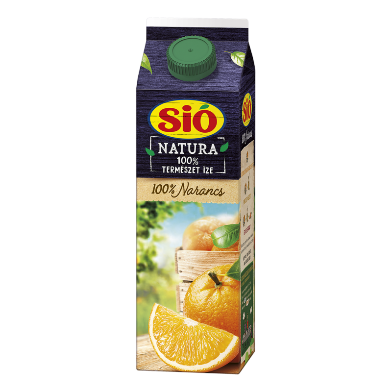 SIÓ
NATURA
100%
TERMÉSZET ÍZE
100% Narancs
SIÓ